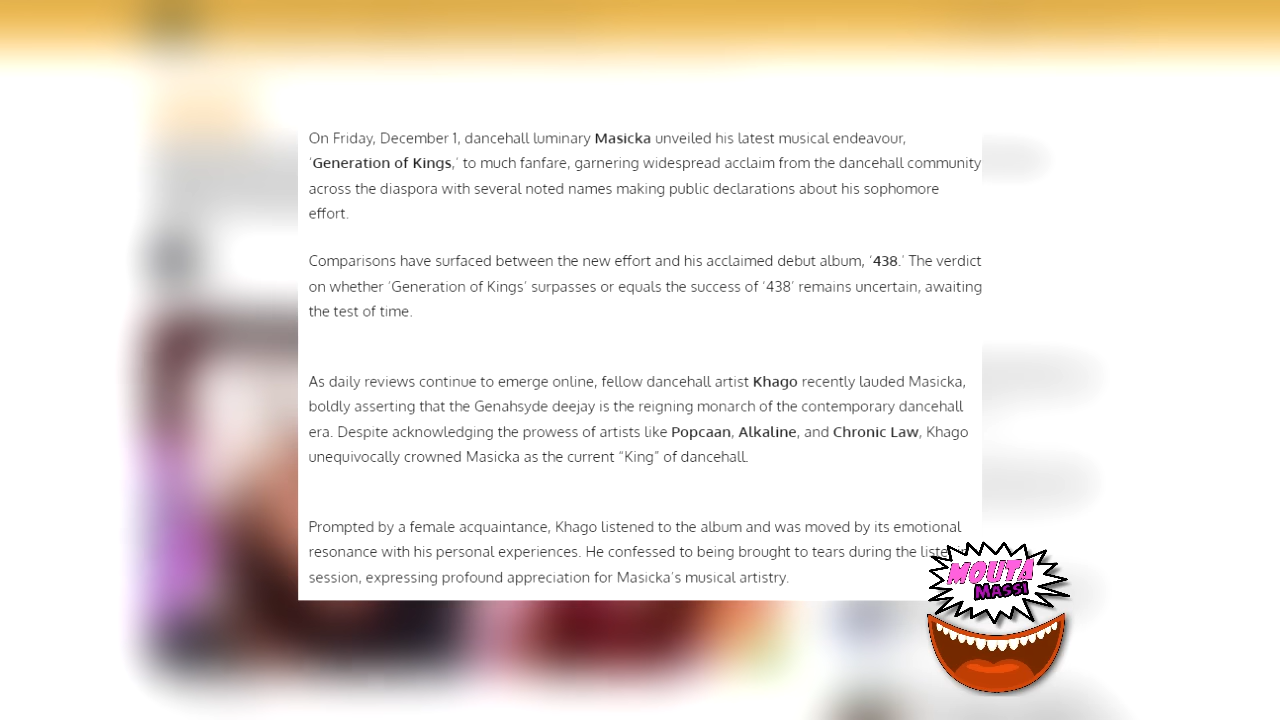 On Friday, December 1, dancehall luminary Masicka unveiled his latest musical endeavour,
‘Generation of Kings,’ to much fanfare, garnering widespread acclaim from the dancehall community
across the diaspora with several noted names making public declarations about his sophomore
effort.
Comparisons have surfaced between the new effort and his acclaimed debut album, ‘438.’ The verdict
on whether ‘Generation of Kings’ surpasses or equals the success of ‘438’ remains uncertain, awaiting
the test of time.
As daily reviews continue to emerge online, fellow dancehall artist Khago recently lauded Masicka,
boldly asserting that the Genahsyde deejay is the reigning monarch of the contemporary dancehall
era. Despite acknowledging the prowess of artists like Popcaan, Alkaline, and Chronic Law, Khago
unequivocally crowned Masicka as the current “King” of dancehall.
Prompted by a female acquaintance, Khago listened to the album and was moved by its emotional
resonance with his personal experiences. He confessed to being brought to tears during the
session, expressing profound appreciation for Masicka’s musical artistry.
MOUTA
MASSI